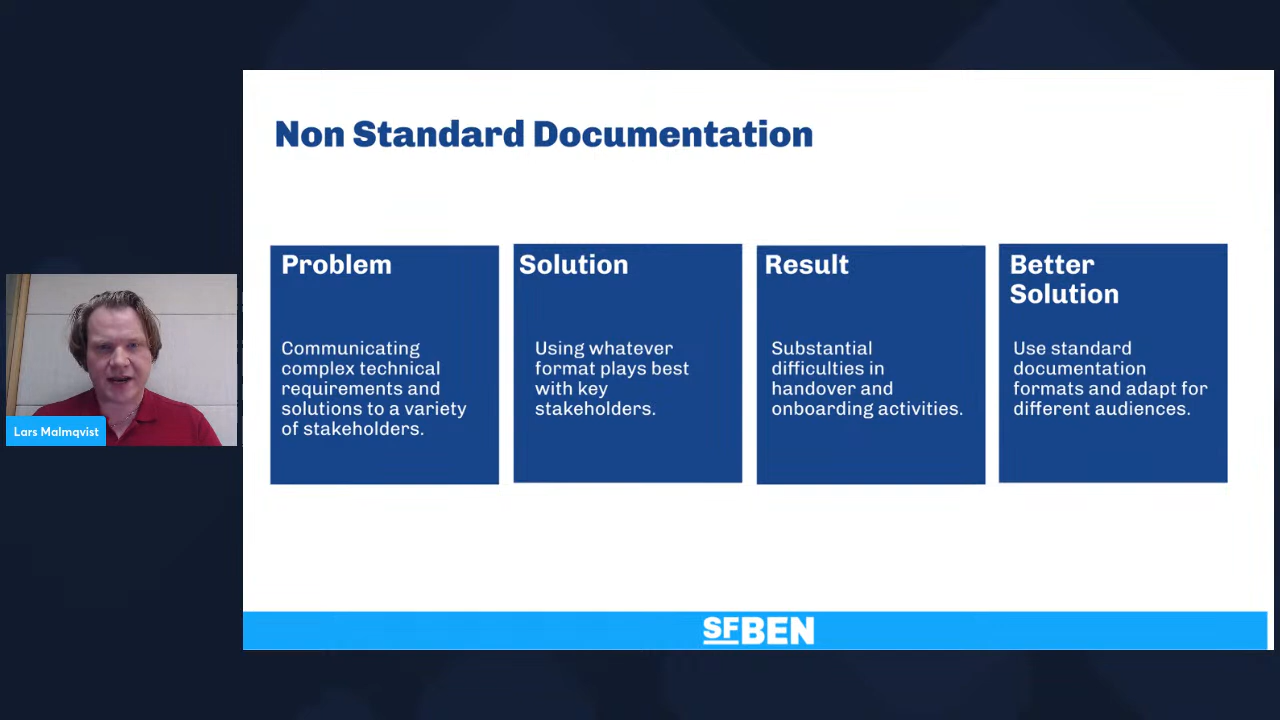 Non Standard Documentation
Problem
Communicating
complex technical
requirements and
solutions to a variety
of stakeholders.
Solution
Using whatever
format plays best
with key
stakeholders.
Result
Substantial
difficulties in
handover and
onboarding activities.
Better
Solution
Use standard
documentation
formats and adapt for
different audiences.
Lars Malmqvist
SFBEN